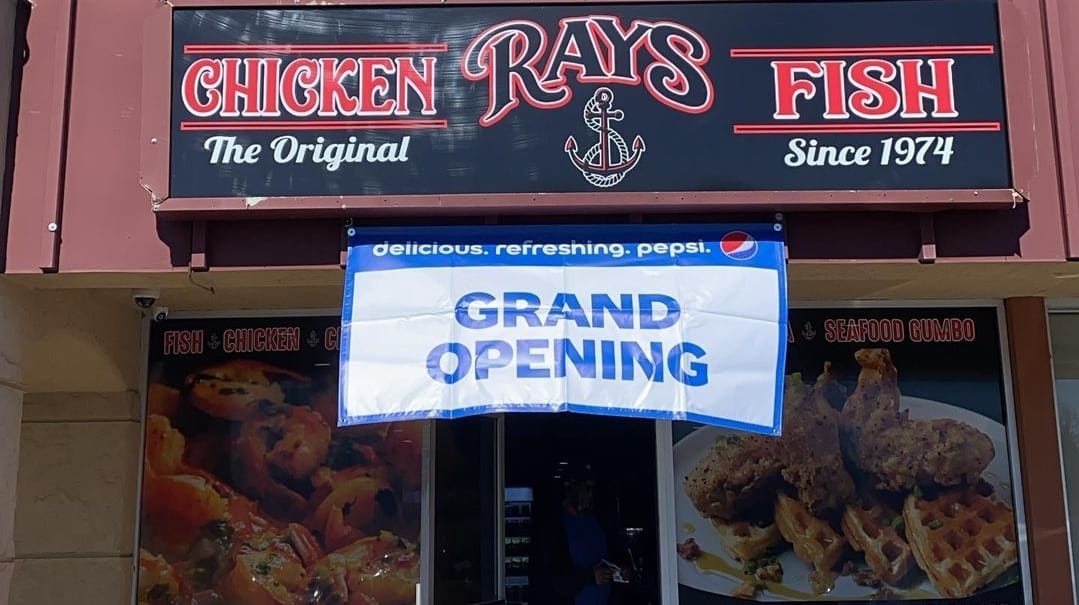 CHICKEN
The Original
RAYS
FISH
Since 1974
delicious. refreshing. pepsi.
GRAND
OPENING
FISH CHICKEN
SEAFOOD GUMBO